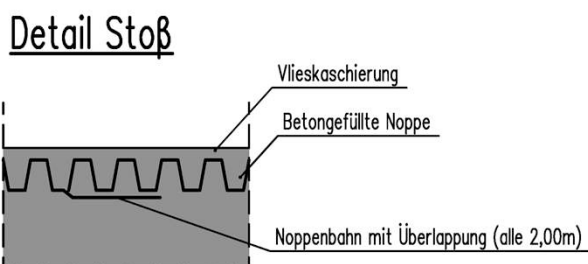 Detail Stoß
Vlieskaschierung
Betongefüllte Noppe
Noppenbahn mit Überlappung (alle 2,00m)